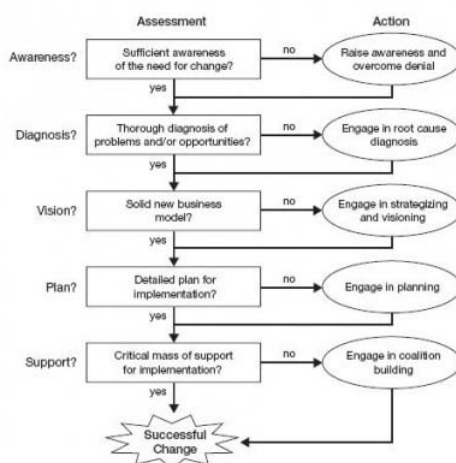 Assessment
Action
Awareness?
Sufficient awareness
of the need for change?
no
Raise awareness and
overcome denial
yes
Diagnosis?
Thorough diagnosis of
problems and/or opportunities?
no
Engage in root cause
diagnosis
yes
Vision?
Solid new business
model?
no
Engage in strategizing
and visioning
yes
Plan?
Detailed plan for
implementation?
no
Engage in planning
yes
Support?
Critical mass of support
for implementation?
no
Engage in coalition
building
yes
Successful
Change